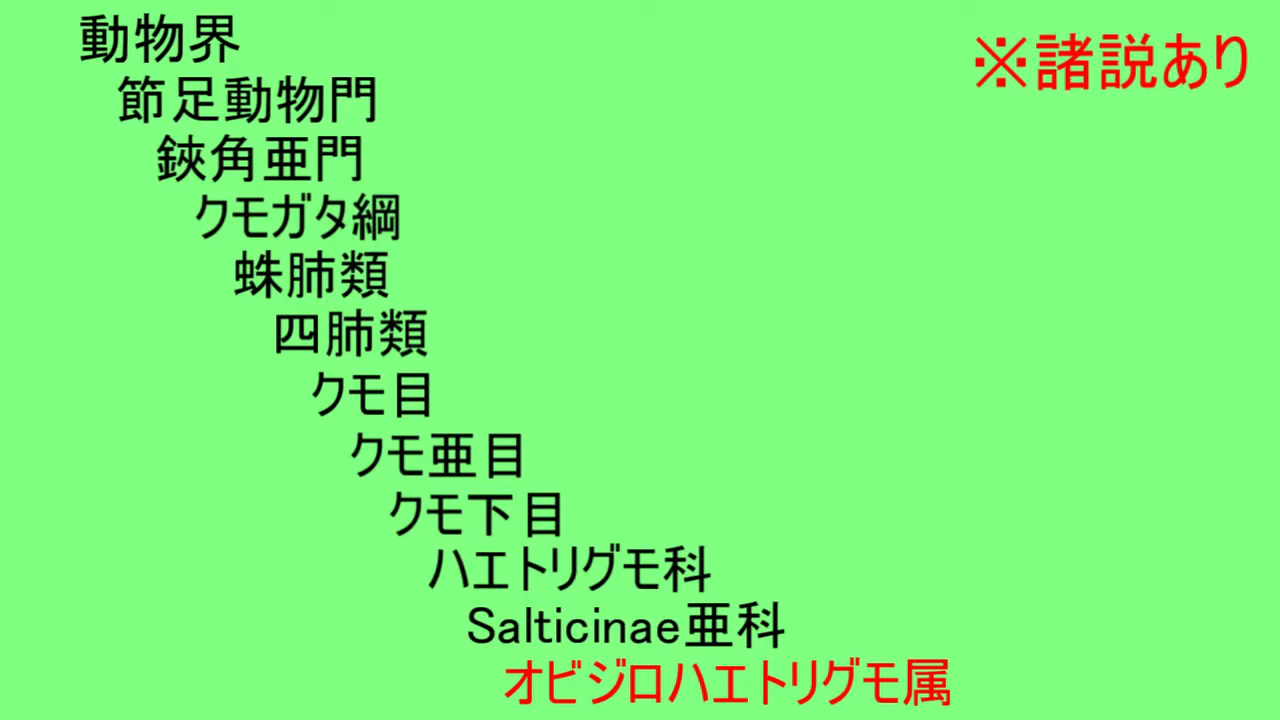 動物界
※諸説あり
節足動物門
鋏角亜門
クモガタ綱
蛛肺類
四肺類
クモ目
クモ亜目
クモ下目
ハエトリグモ科
Salticinae亜科
オビジロハエトリグモ属